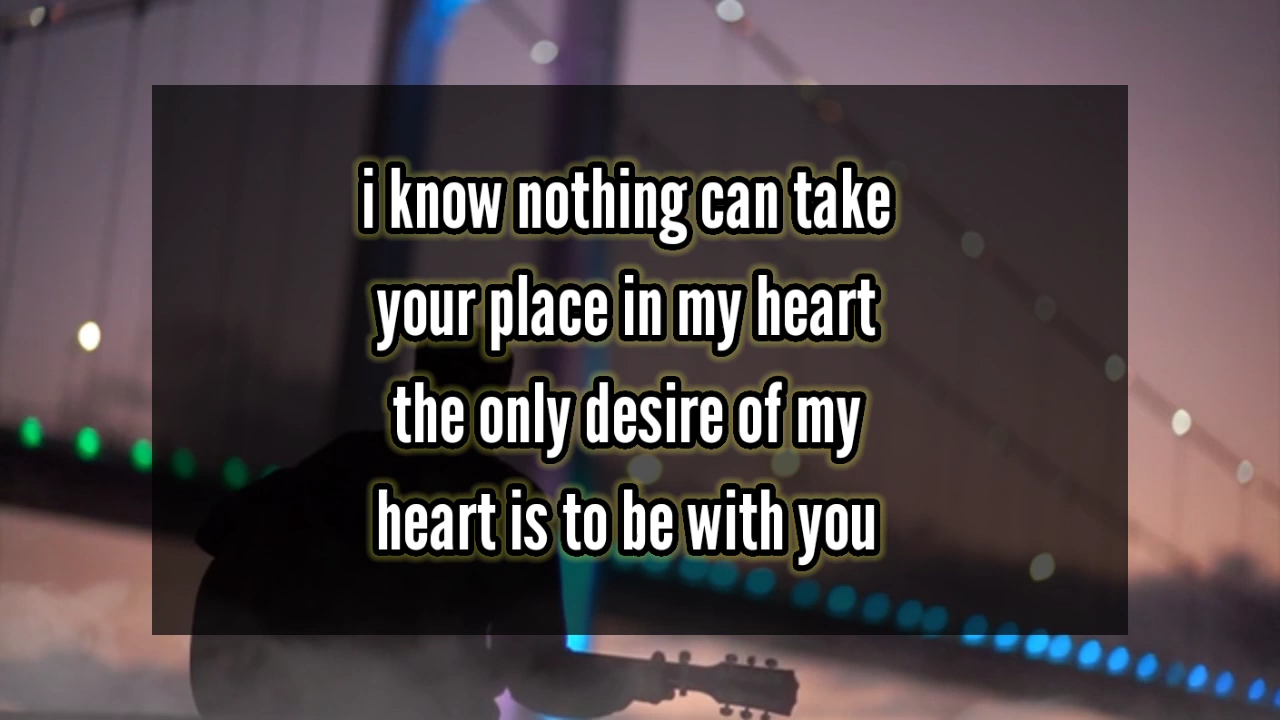 i know nothing can take
your place in my heart
the only desire of my
heart is to be with you